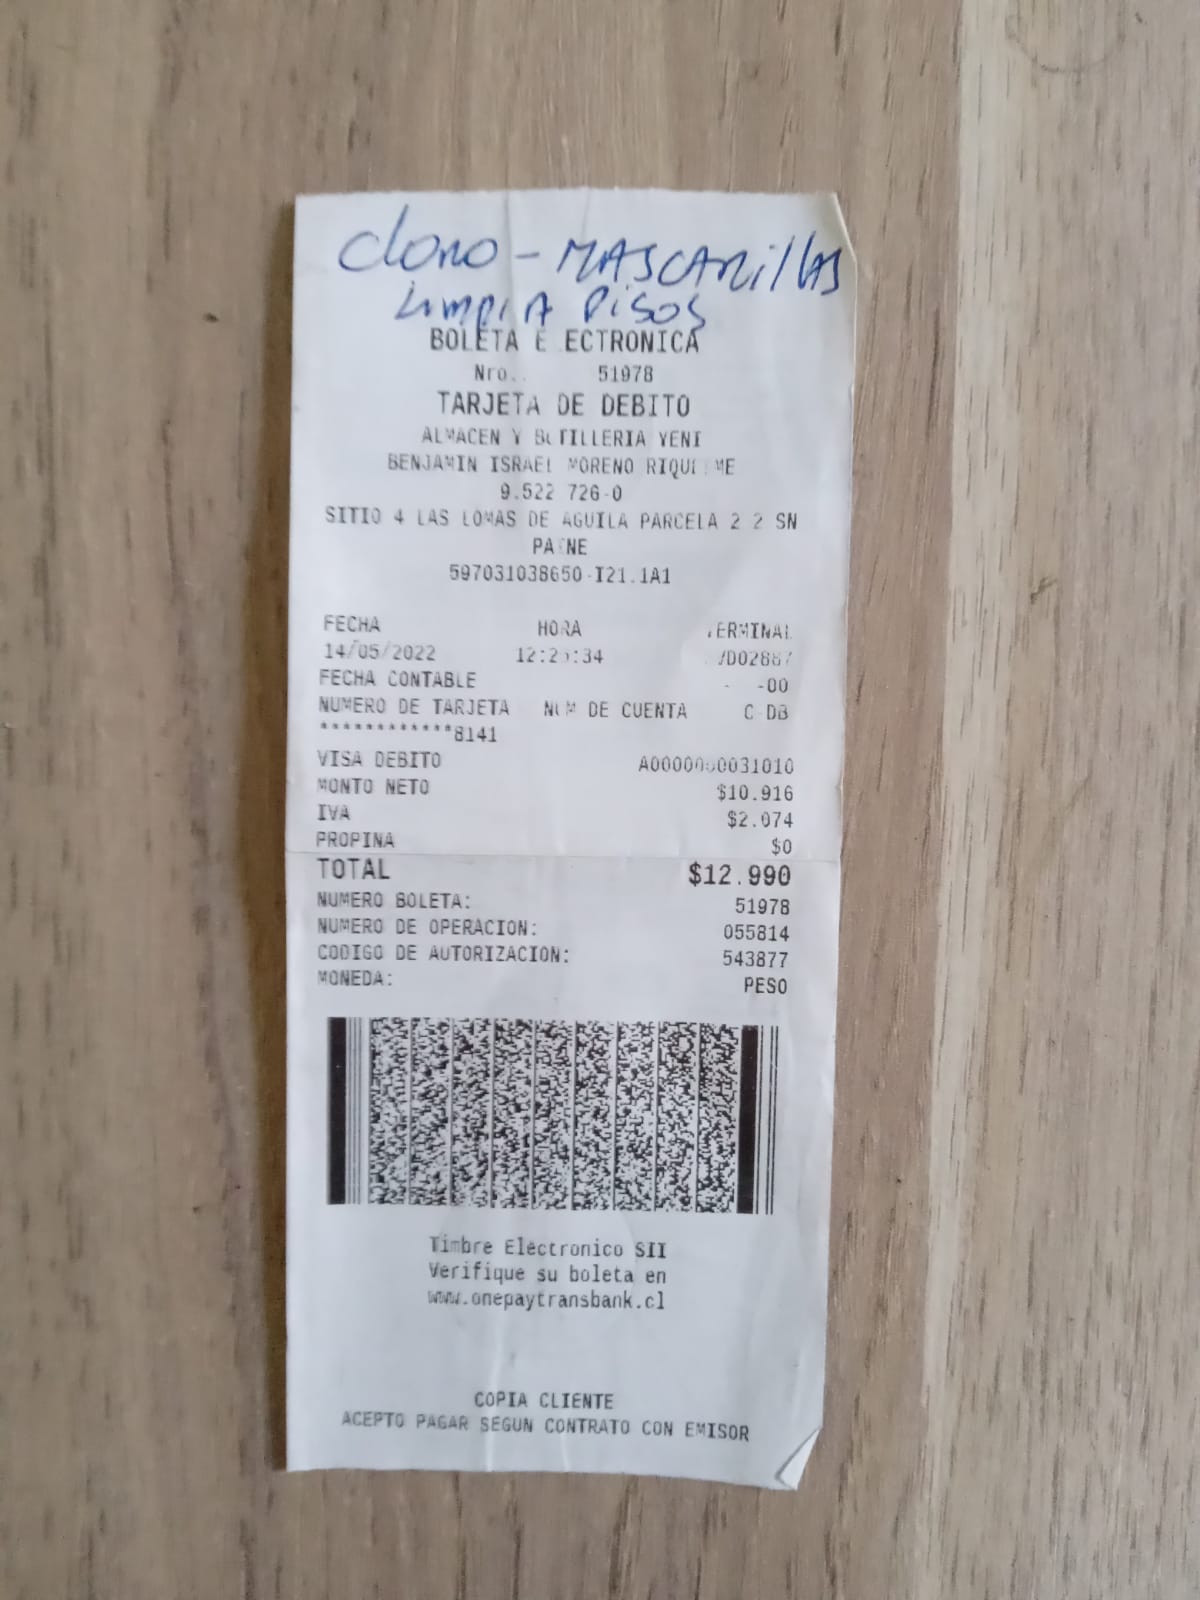 Cloro - MASCARillas
Limpia Pisos
BOLETA E ECTRONICA
Nro.. 51978
TARJETA DE DEBITO
ALMACEN Y BOTILLERIA YENI
BENJAMIN ISRAEL MORENO RIQUELME
9.522 726-0
SITIO 4 LAS LOMAS DE AGUILA PARCELA 2 2 SN
PAINE
597031038650-I21.1A1
FECHA HORA TERMINAL
14/05/2022
FECHA CONTABLE - -00
NUMERO DE TARJETA NUM DE CUENTA C-DB
************8141
VISA DEBITO A0000000031010
MONTO NETO $10.916
IVA $2.074
PROPINA $0
TOTAL $12.990
NUMERO BOLETA: 51978
NUMERO DE OPERACION: 055814
CODIGO DE AUTORIZACION: 543877
MONEDA: PESO
Timbre Electronico SII
Verifique su boleta en
www.onepaytransbank.cl
COPIA CLIENTE
ACEPTO PAGAR SEGUN CONTRATO CON EMISOR